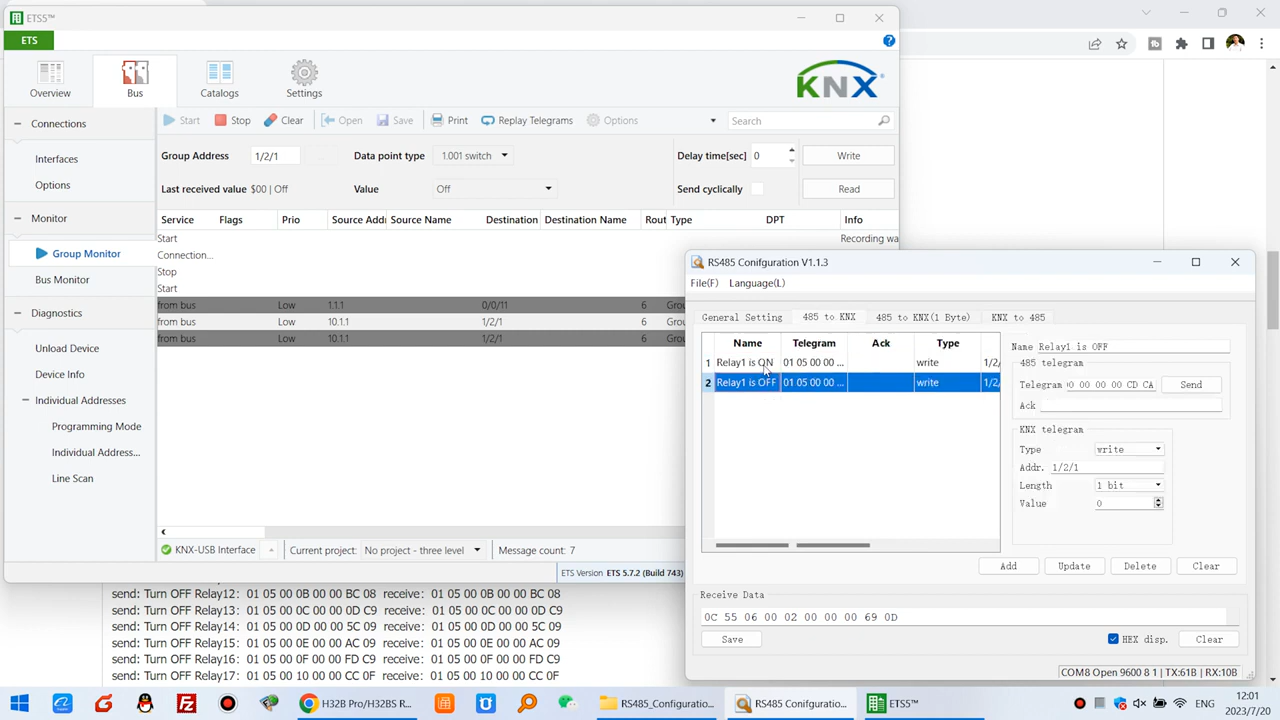 ETS5™
ETS
Overview
Bus
Catalogs
Settings
KNX
Connections
Start
Stop
Clear
Open
Save
Print
Replay Telegrams
Options
Search
Interfaces
Options
Group Address
1/2/1
Data point type
1.001 switch
Delay time[sec]
0
Write
Last received value
$00 | Off
Value
Off
Send cyclically
Read
Monitor
Group Monitor
Bus Monitor
Diagnostics
Unload Device
Device Info
Individual Addresses
Programming Mode
Individual Address...
Line Scan
Service Flags Prio Source Addr Source Name Destination Destination Name Rout Type DPT Info
Start Recording wa
Connection...
Stop
Start
from bus Low 1.1.1 0/0/11 6 Grou
from bus Low 10.1.1 1/2/1 6 Grou
from bus Low 10.1.1 1/2/1 6 Grou
KNX-USB Interface
Current project:
No project - three level
Message count: 7
ETS Version ETS 5.7.2 (Build 743)
RS485 Conifguration V1.1.3
File(F) Language(L)
General Setting
485 to KNX
485 to KNX(1 Byte)
KNX to 485
Name Telegram Ack Type
1 Relay1 is ON 01 05 00 00 ... write 1/2/
2 Relay1 is OFF 01 05 00 00 ... write 1/2/
Name Relay1 is OFF
485 telegram
Telegram 00 00 00 CD CA
Send
Ack
KNX telegram
Type write
Addr. 1/2/1
Length 1 bit
Value 0
Add
Update
Delete
Clear
Receive Data
0C 55 06 00 02 00 00 00 69 0D
Save
HEX disp.
Clear
COM8 Open 9600 8 1 | TX:61B | RX:10B
send: Turn OFF Relay12: 01 05 00 0B 00 00 BC 08 receive: 01 05 00 0B 00 00 BC 08
send: Turn OFF Relay13: 01 05 00 0C 00 00 0D C9 receive: 01 05 00 0C 00 00 0D C9
send: Turn OFF Relay14: 01 05 00 0D 00 00 5C 09 receive: 01 05 00 0D 00 00 5C 09
send: Turn OFF Relay15: 01 05 00 0E 00 00 AC 09 receive: 01 05 00 0E 00 00 AC 09
send: Turn OFF Relay16: 01 05 00 0F 00 00 FD C9 receive: 01 05 00 0F 00 00 FD C9
send: Turn OFF Relay17: 01 05 00 10 00 00 CC 0F receive: 01 05 00 10 00 00 CC 0F
H32B Pro/H32BS R...
RS485_Configuratio...
RS485 Conifguratio...
ETS5™
ENG
12:01
2023/7/20